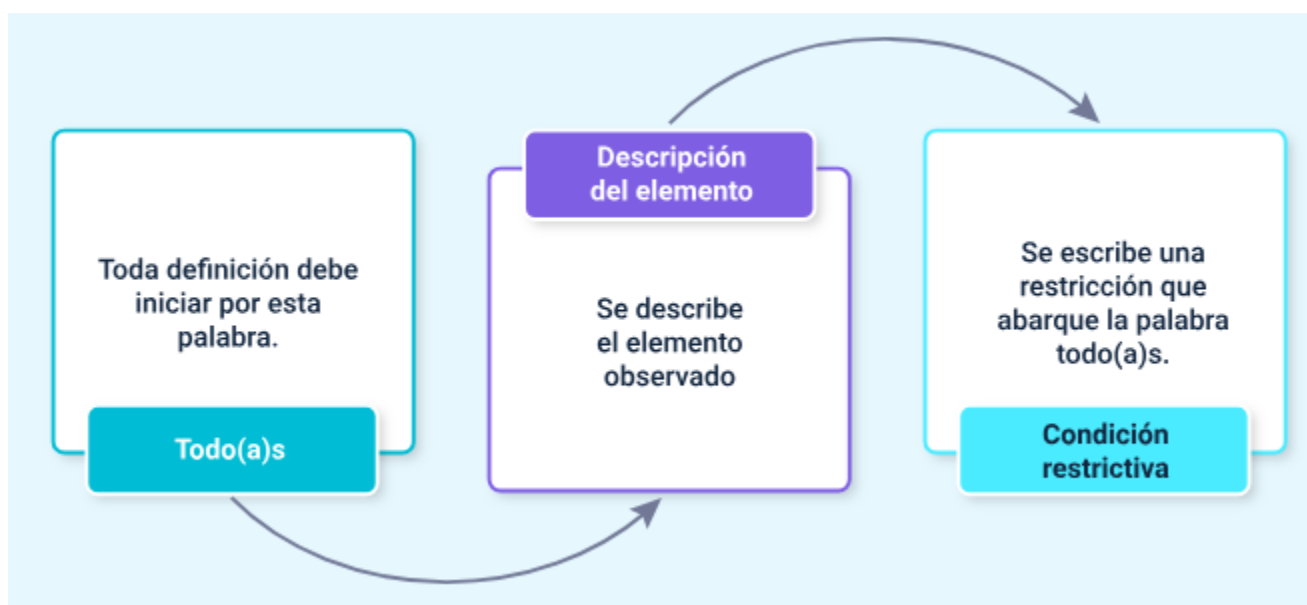 Toda definición debe
iniciar por esta
palabra.
Todo(a)s
Descripción
del elemento
Se describe
el elemento
observado
Se escribe una
restricción que
abarque la palabra
todo(a)s.
Condición
restrictiva